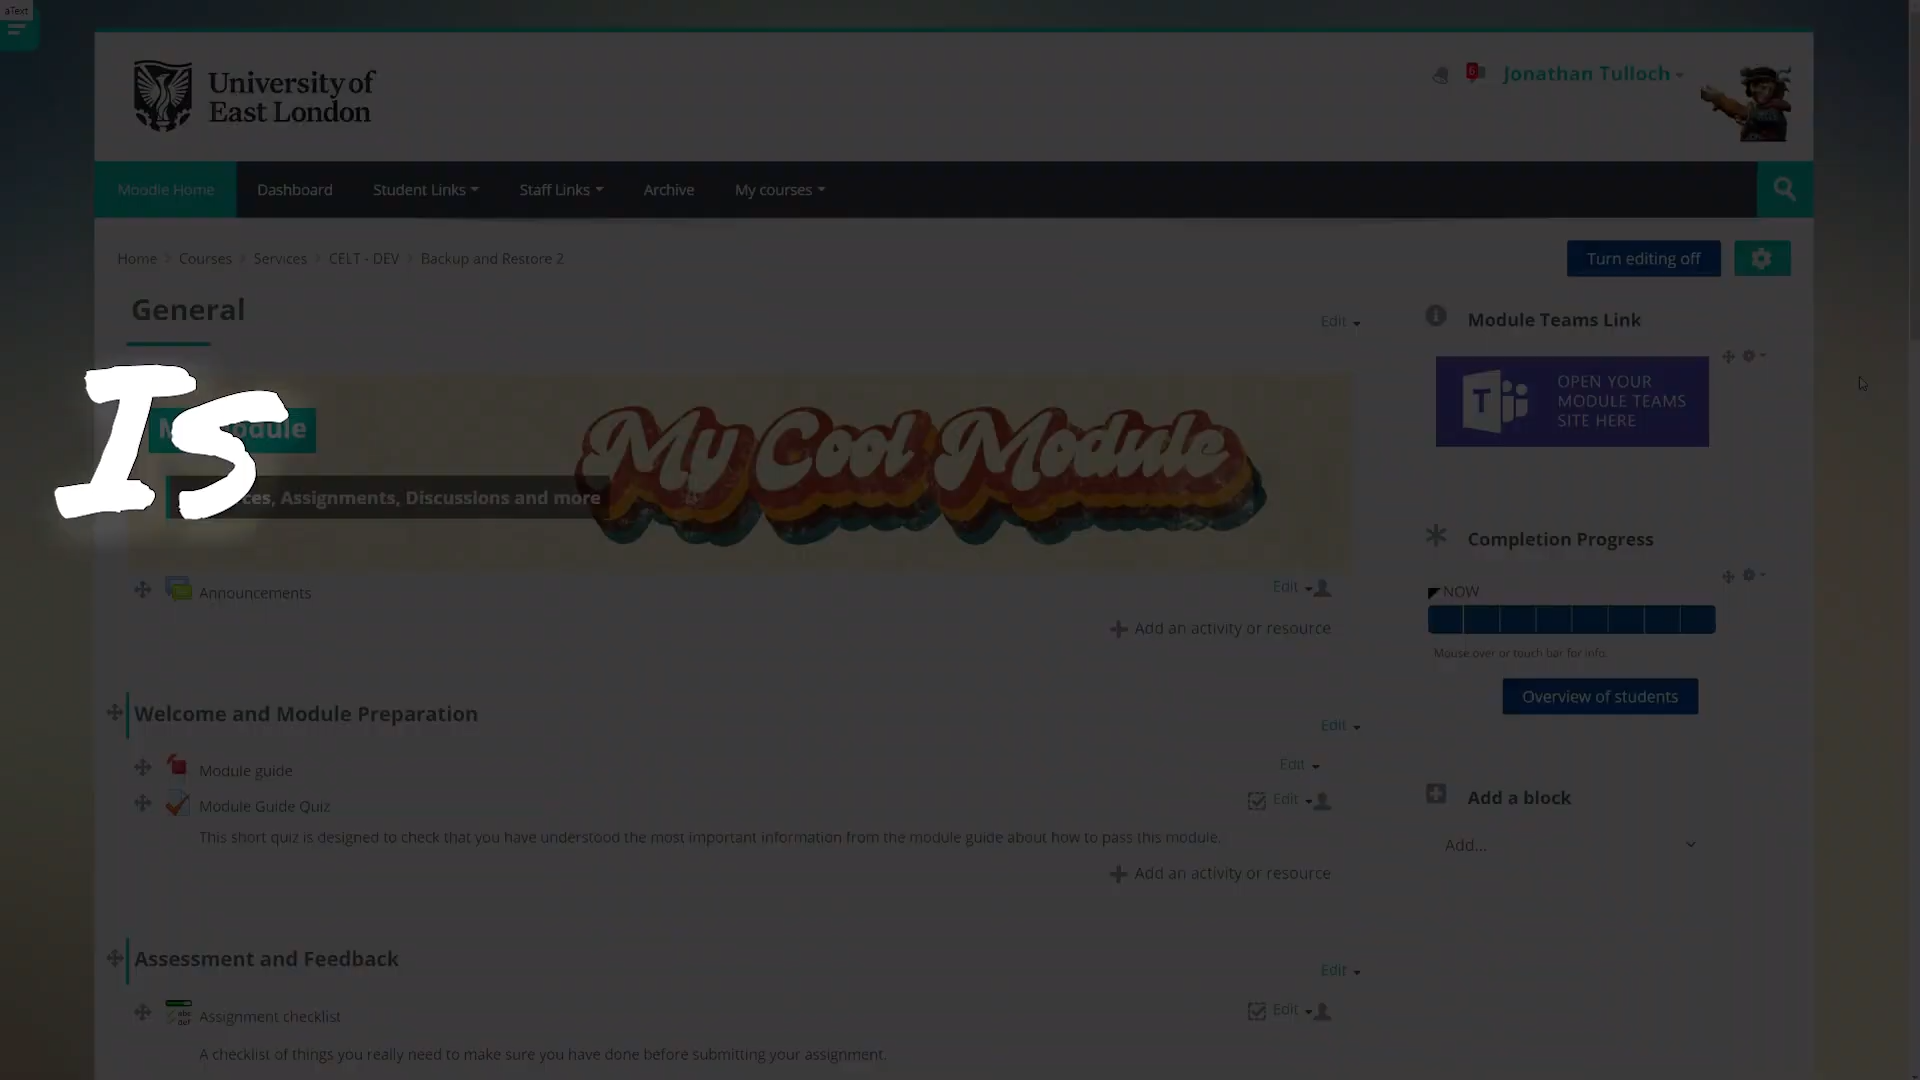 aText
University of
East London
6
Jonathan Tulloch
Moodle Home
Dashboard
Student Links
Staff Links
Archive
My courses
Home
Courses
Services
CELT - DEV
Backup and Restore 2
Turn editing off
General
Edit
Module Teams Link
OPEN YOUR
MODULE TEAMS
SITE HERE
Is
My Cool Module
Assignments, Discussions and more
Completion Progress
NOW
Mouse over or touch bar for info.
Overview of students
Announcements
Edit
Add an activity or resource
Welcome and Module Preparation
Edit
Module guide
Edit
Module Guide Quiz
Edit
This short quiz is designed to check that you have understood the most important information from the module guide about how to pass this module.
Add an activity or resource
Add a block
Add...
Assessment and Feedback
Edit
Assignment checklist
Edit
A checklist of things you really need to make sure you have done before submitting your assignment.